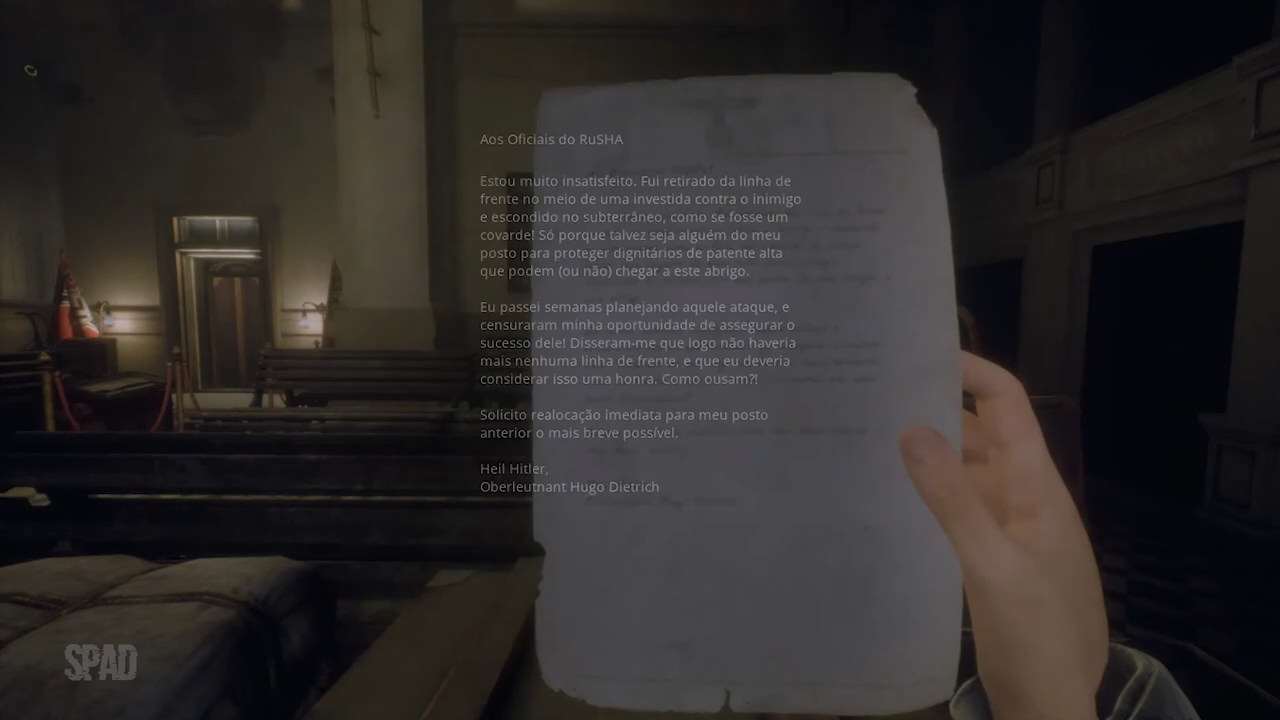 Aos Oficiais do RuSHA
Estou muito insatisfeito. Fui retirado da linha de
frente no meio de uma investida contra o inimigo
e escondido no subterrâneo, como se fosse um
covarde! Só porque talvez seja alguém do meu
posto para proteger dignitários de patente alta
que podem (ou não) chegar a este abrigo.
Eu passei semanas planejando aquele ataque, e
censuraram minha oportunidade de assegurar o
sucesso dele! Disseram-me que logo não haveria
mais nenhuma linha de frente, e que eu deveria
considerar isso uma honra. Como ousam?!
Solicito realocação imediata para meu posto
anterior o mais breve possível.
Heil Hitler,
Oberleutnant Hugo Dietrich
SPAD